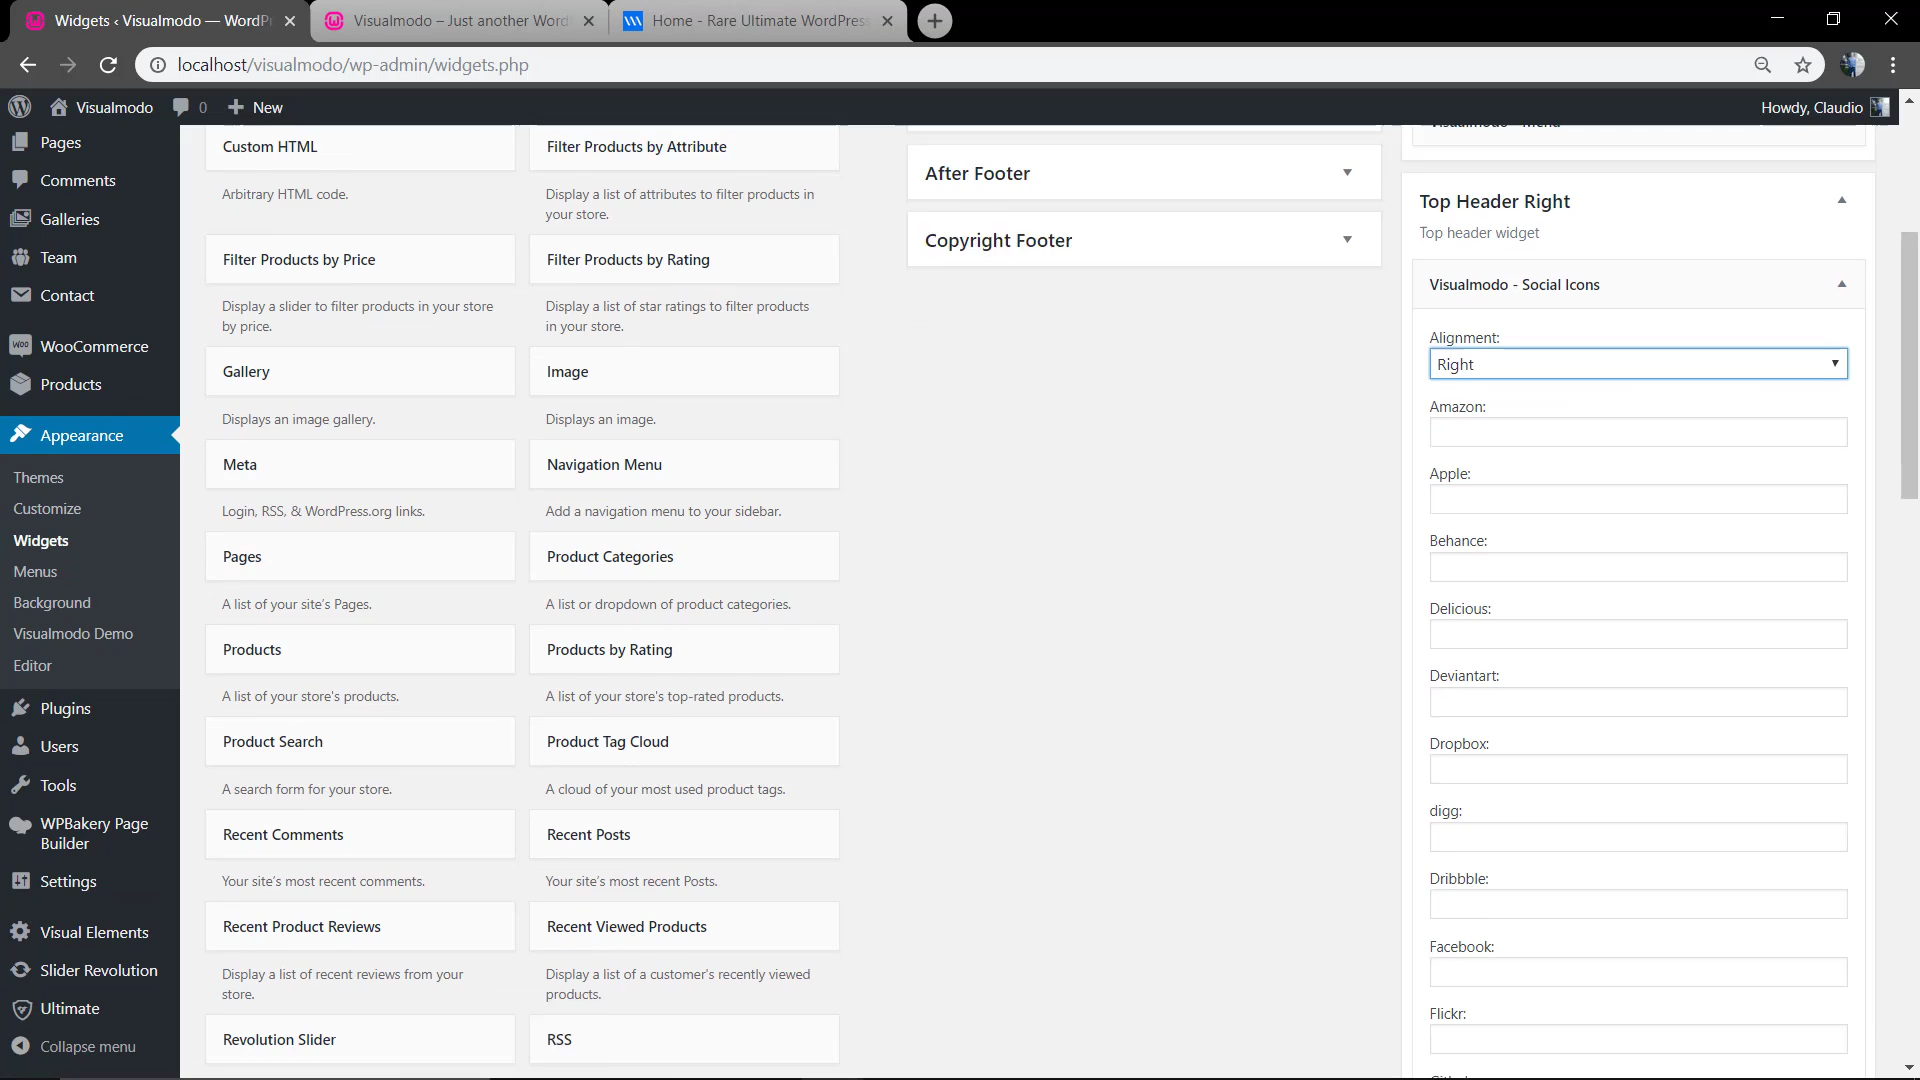 Widgets ‹ Visualmodo — WordP
Visualmodo – Just another Word
Home - Rare Ultimate WordPress
localhost/visualmodo/wp-admin/widgets.php
Visualmodo
0
New
Howdy, Claudio
Pages
Comments
Galleries
Team
Contact
WooCommerce
Products
Appearance
Themes
Customize
Widgets
Menus
Background
Visualmodo Demo
Editor
Plugins
Users
Tools
WPBakery Page
Builder
Settings
Visual Elements
Slider Revolution
Ultimate
Collapse menu
Custom HTML
Arbitrary HTML code.
Filter Products by Attribute
Display a list of attributes to filter products in
your store.
Filter Products by Price
Display a slider to filter products in your store
by price.
Filter Products by Rating
Display a list of star ratings to filter products
in your store.
Gallery
Displays an image gallery.
Image
Displays an image.
Meta
Login, RSS, & WordPress.org links.
Navigation Menu
Add a navigation menu to your sidebar.
Pages
A list of your site's Pages.
Product Categories
A list or dropdown of product categories.
Products
A list of your store's products.
Products by Rating
A list of your store's top-rated products.
Product Search
A search form for your store.
Product Tag Cloud
A cloud of your most used product tags.
Recent Comments
Your site's most recent comments.
Recent Posts
Your site's most recent Posts.
Recent Product Reviews
Display a list of recent reviews from your
store.
Recent Viewed Products
Display a list of a customer's recently viewed
products.
Revolution Slider
RSS
After Footer
Copyright Footer
Visualmodo - Menu
Top Header Right
Top header widget
Visualmodo - Social Icons
Alignment:
Right
Amazon:
Apple:
Behance:
Delicious:
Deviantart:
Dropbox:
digg:
Dribbble:
Facebook:
Flickr: